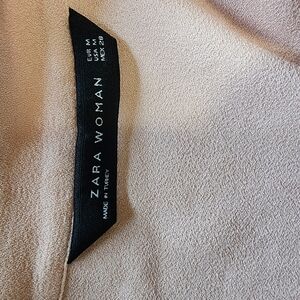 EUR M
USA M
MEX 28
ZARA WOMAN
MADE IN TURKEY